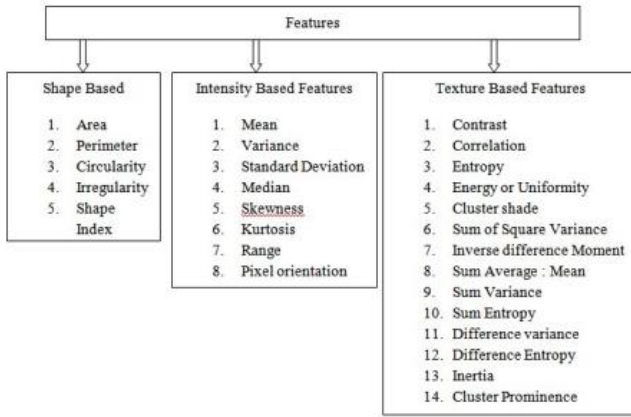 Features
Shape Based
1. Area
2. Perimeter
3. Circularity
4. Irregularity
5. Shape
Index
Intensity Based Features
1. Mean
2. Variance
3. Standard Deviation
4. Median
5. Skewness
6. Kurtosis
7. Range
8. Pixel orientation
Texture Based Features
1. Contrast
2. Correlation
3. Entropy
4. Energy or Uniformity
5. Cluster shade
6. Sum of Square Variance
7. Inverse difference Moment
8. Sum Average : Mean
9. Sum Variance
10. Sum Entropy
11. Difference variance
12. Difference Entropy
13. Inertia
14. Cluster Prominence